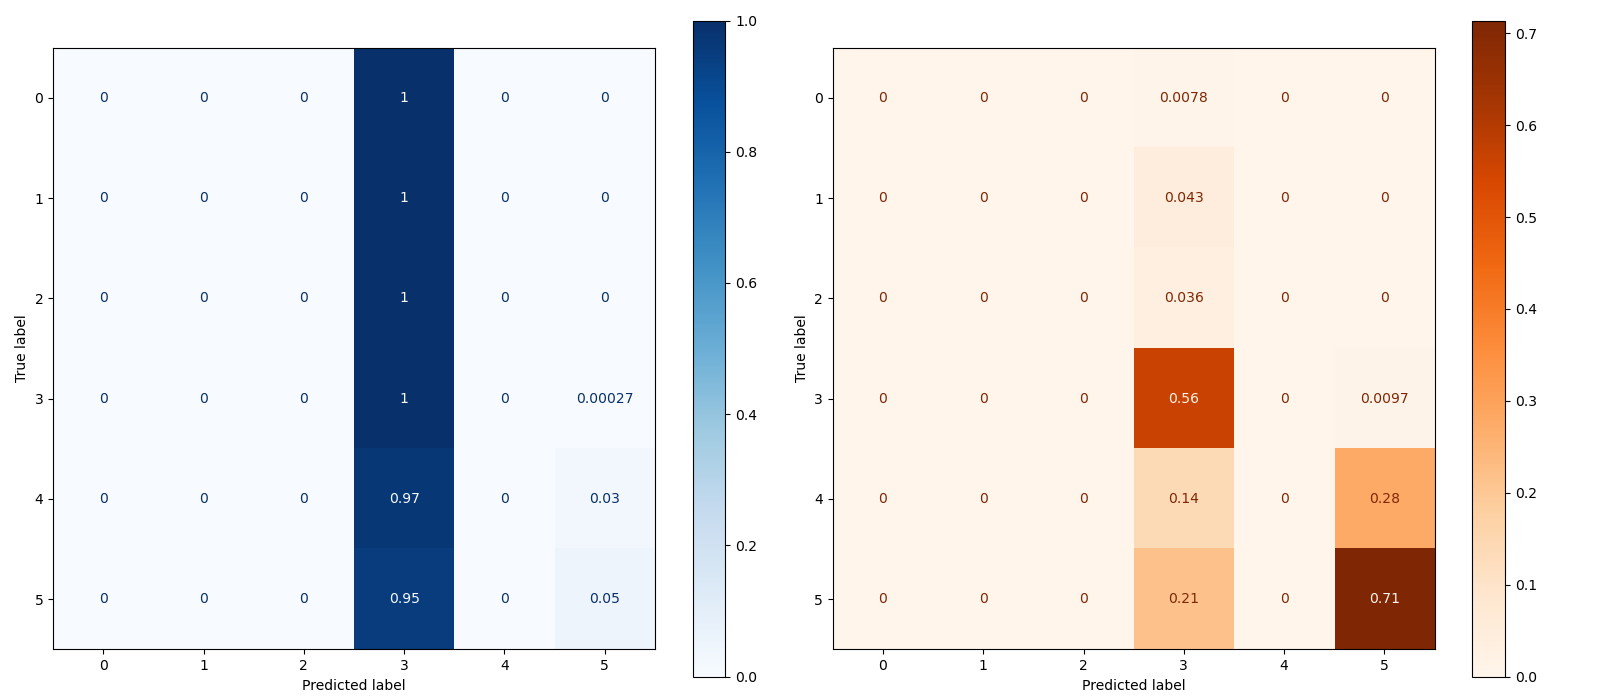 0 0 0 0 1 0 0
1 0 0 0 1 0 0
2 0 0 0 1 0 0
3 0 0 0 1 0 0.00027
4 0 0 0 0.97 0 0.03
5 0 0 0 0.95 0 0.05
0 1 2 3 4 5
True label
Predicted label
1.0
0.8
0.6
0.4
0.2
0.0
0 0 0 0 0.0078 0 0
1 0 0 0 0.043 0 0
2 0 0 0 0.036 0 0
3 0 0 0 0.56 0 0.0097
4 0 0 0 0.14 0 0.28
5 0 0 0 0.21 0 0.71
0 1 2 3 4 5
True label
Predicted label
0.7
0.6
0.5
0.4
0.3
0.2
0.1
0.0